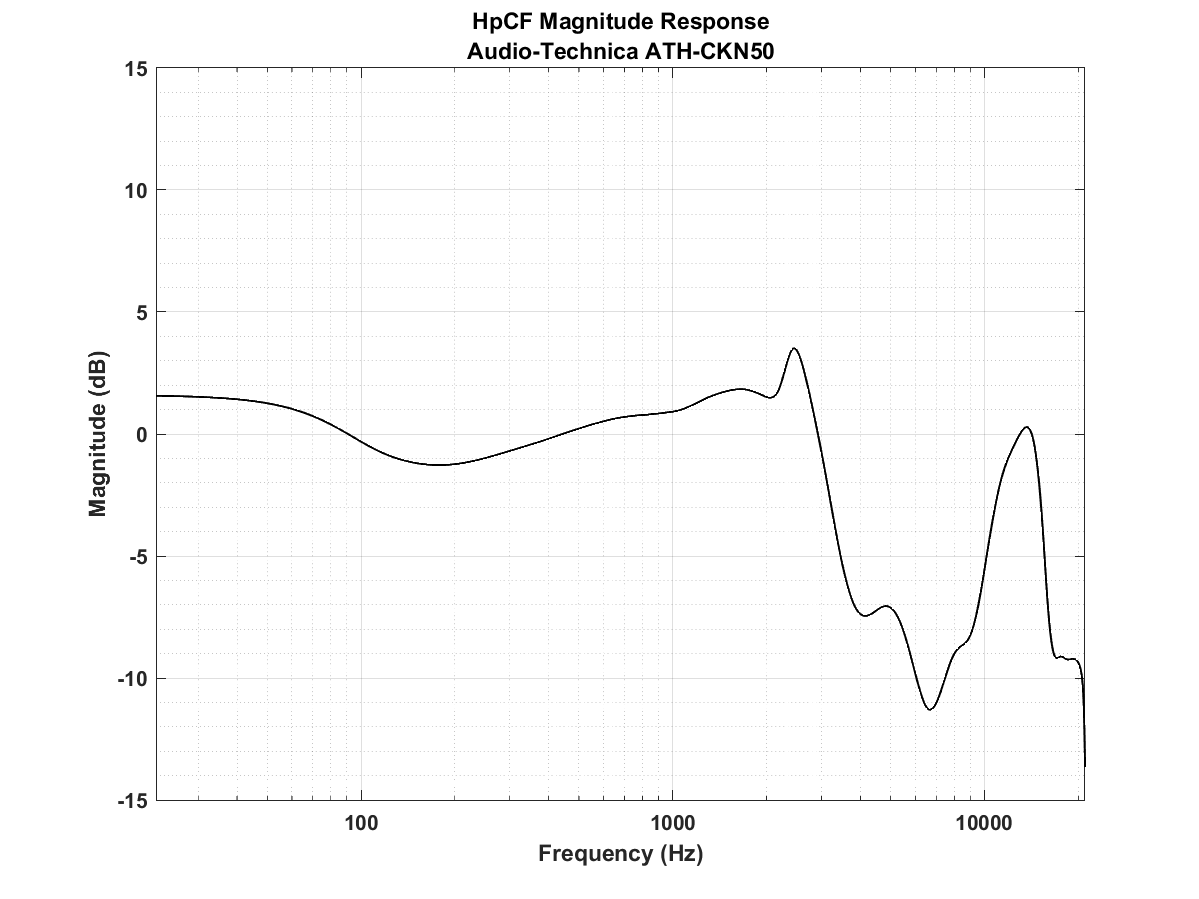 HpCF Magnitude Response
Audio-Technica ATH-CKN50
15
10
5
0
-5
-10
-15
Magnitude (dB)
100 1000 10000
Frequency (Hz)